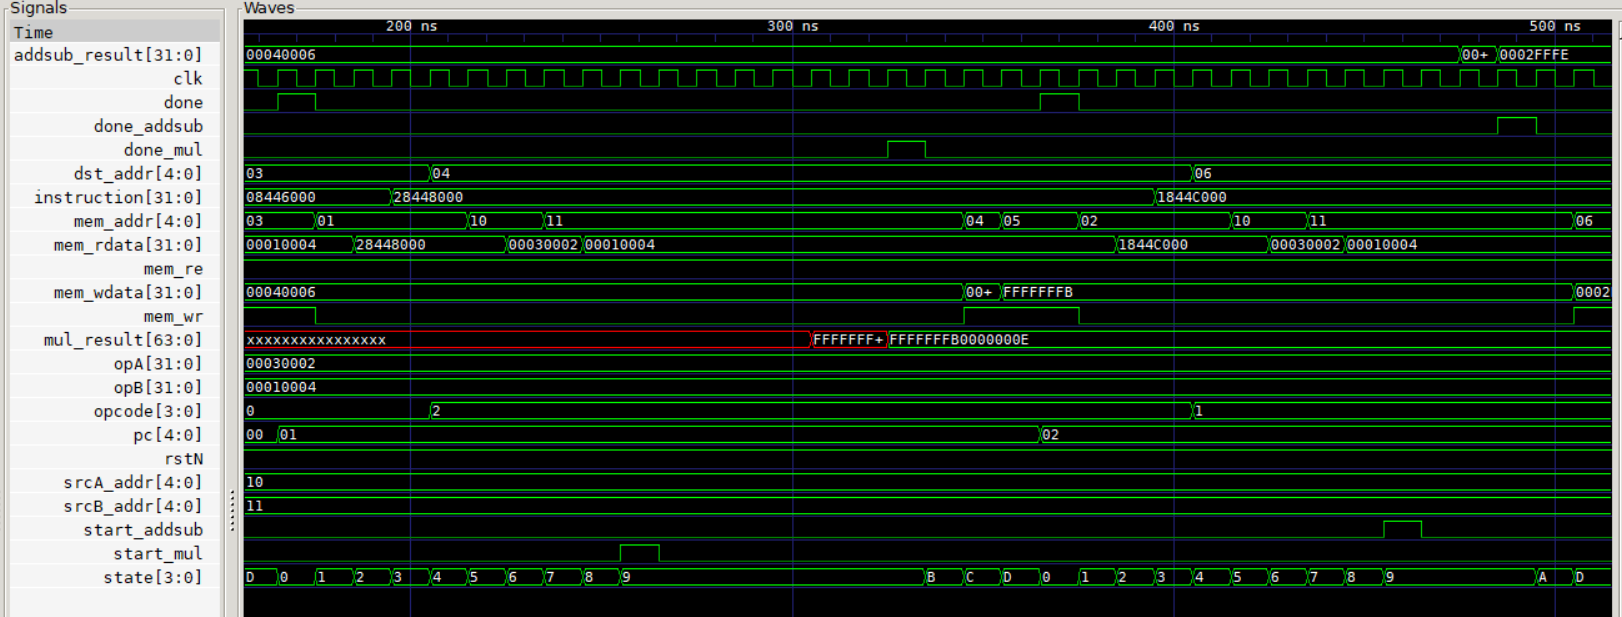 Signals Waves
Time 200 ns 300 ns 400 ns 500 ns
addsub_result[31:0] 00040006 00+ 0002FFFE
clk
done
done_addsub
done_mul
dst_addr[4:0] 03 04 06
instruction[31:0] 08446000 28448000 1844C000
mem_addr[4:0] 03 01 10 11 04 05 02 10 11 06
mem_rdata[31:0] 00010004 28448000 00030002 00010004 1844C000 00030002 00010004
mem_re
mem_wdata[31:0] 00040006 00+ FFFFFFFB 0002
mem_wr
mul_result[63:0] xxxxxxxxxxxxxxxx FFFFFFF+ FFFFFFFB0000000E
opA[31:0] 00030002
opB[31:0] 00010004
opcode[3:0] 0 2 1
pc[4:0] 00 01 02
rstN
srcA_addr[4:0] 10
srcB_addr[4:0] 11
start_addsub
start_mul
state[3:0] D 0 1 2 3 4 5 6 7 8 9 B C D 0 1 2 3 4 5 6 7 8 9 A D